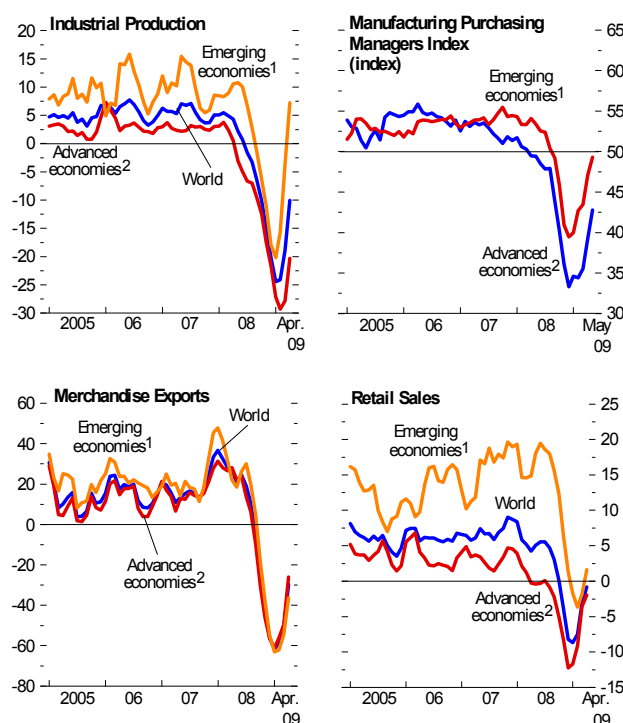 Industrial Production
20
15
10
5
0
-5
-10
-15
-20
-25
-30
Emerging
economies1
Advanced
economies2
World
2005
06
07
08
Apr.
09
Manufacturing Purchasing
Managers Index
(index)
65
60
55
50
45
40
35
30
Emerging
economies1
Advanced
economies2
2005
06
07
08
May
09
Merchandise Exports
60
40
20
0
-20
-40
-60
-80
Emerging
economies1
World
Advanced
economies2
2005
06
07
08
Apr.
09
Retail Sales
25
20
15
10
5
0
-5
-10
-15
Emerging
economies1
World
Advanced
economies2
2005
06
07
08
Apr.
09